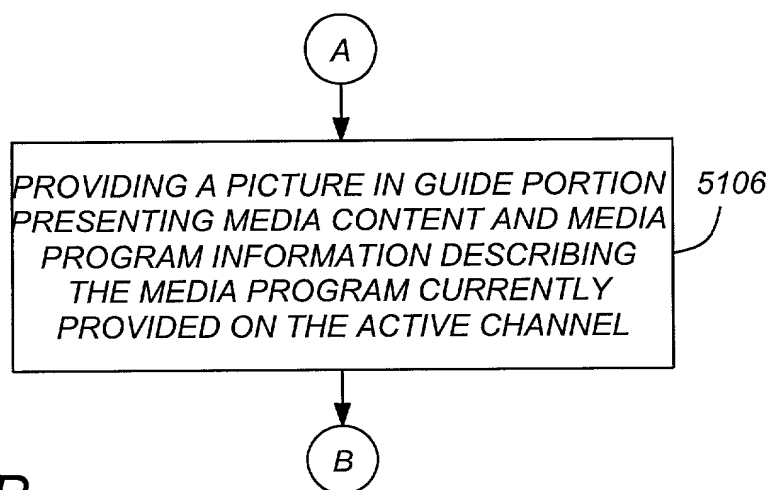 A
PROVIDING A PICTURE IN GUIDE PORTION
PRESENTING MEDIA CONTENT AND MEDIA
PROGRAM INFORMATION DESCRIBING
THE MEDIA PROGRAM CURRENTLY
PROVIDED ON THE ACTIVE CHANNEL
5106
B